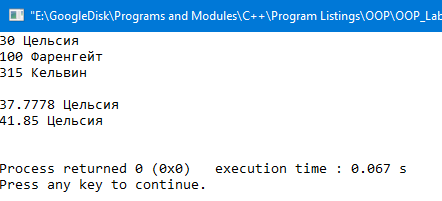 "E:\GoogleDisk\Programs and Modules\C++\Program Listings\OOP\OOP_Lab
30 Цельсия
100 Фаренгейт
315 Кельвин
37.7778 Цельсия
41.85 Цельсия
Process returned 0 (0x0)   execution time : 0.067 s
Press any key to continue.